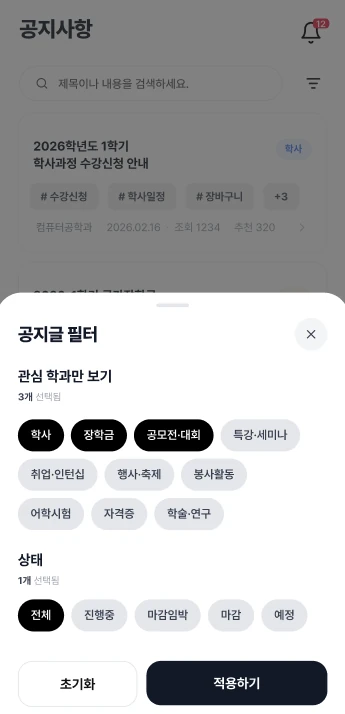 공지사항
12
제목이나 내용을 검색하세요.
2026학년도 1학기
학사
학사과정 수강신청 안내
# 수강신청 # 학사일정 # 장바구니 +3
컴퓨터공학과 2026.02.16 · 조회 1234 추천 320
공지글 필터
관심 학과만 보기
3개 선택됨
학사 장학금 공모전·대회 특강·세미나
취업·인턴십 행사·축제 봉사활동
어학시험 자격증 학술·연구
상태
1개 선택됨
전체 진행중 마감임박 마감 예정
초기화 적용하기